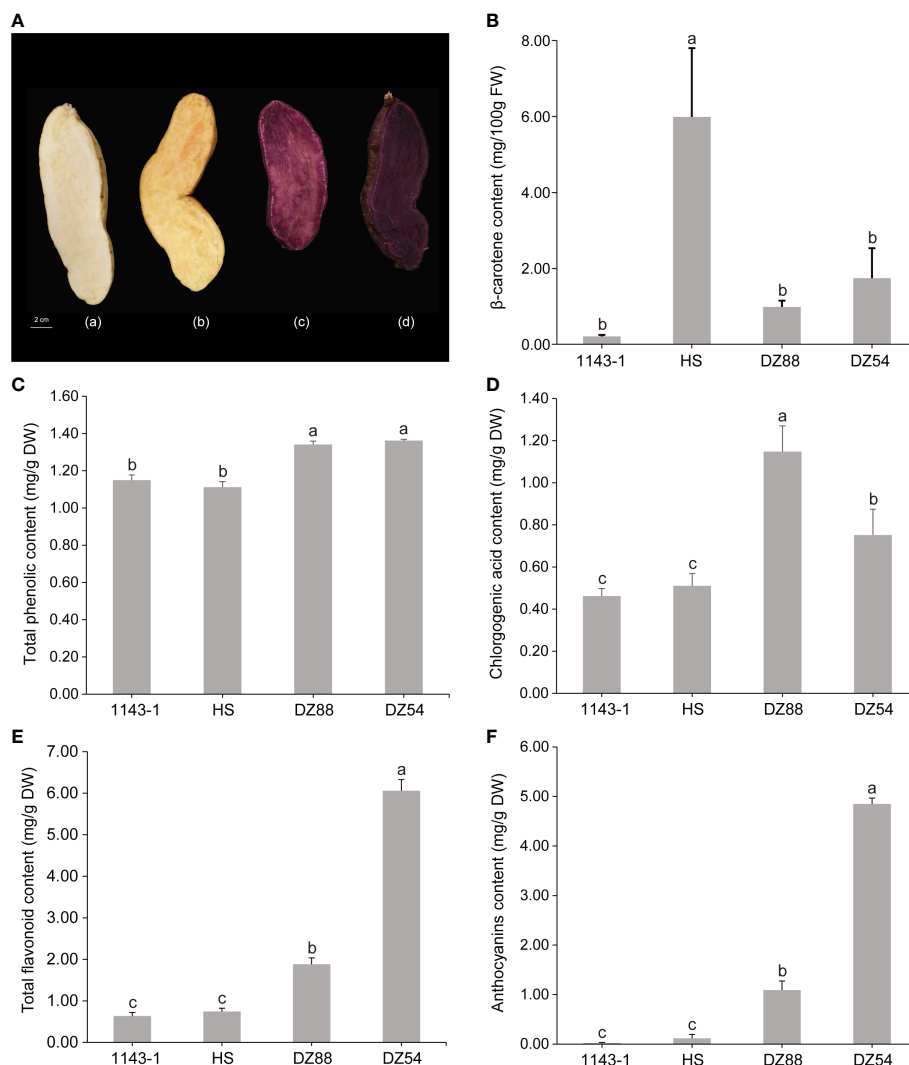 A
2 cm
(a) (b) (c) (d)
B
β-carotene content (mg/100g FW)
8.00
6.00
4.00
2.00
0.00
a
b
b
b
1143-1 HS DZ88 DZ54
C
Total phenolic content (mg/g DW)
1.60
1.40
1.20
1.00
0.80
0.60
0.40
0.20
0.00
b
b
a
a
1143-1 HS DZ88 DZ54
D
Chlorgogenic acid content (mg/g DW)
1.40
1.20
1.00
0.80
0.60
0.40
0.20
0.00
c
c
a
b
1143-1 HS DZ88 DZ54
E
Total flavonoid content (mg/g DW)
7.00
6.00
5.00
4.00
3.00
2.00
1.00
0.00
c
c
b
a
1143-1 HS DZ88 DZ54
F
Anthocyanins content (mg/g DW)
6.00
5.00
4.00
3.00
2.00
1.00
0.00
c
c
b
a
1143-1 HS DZ88 DZ54